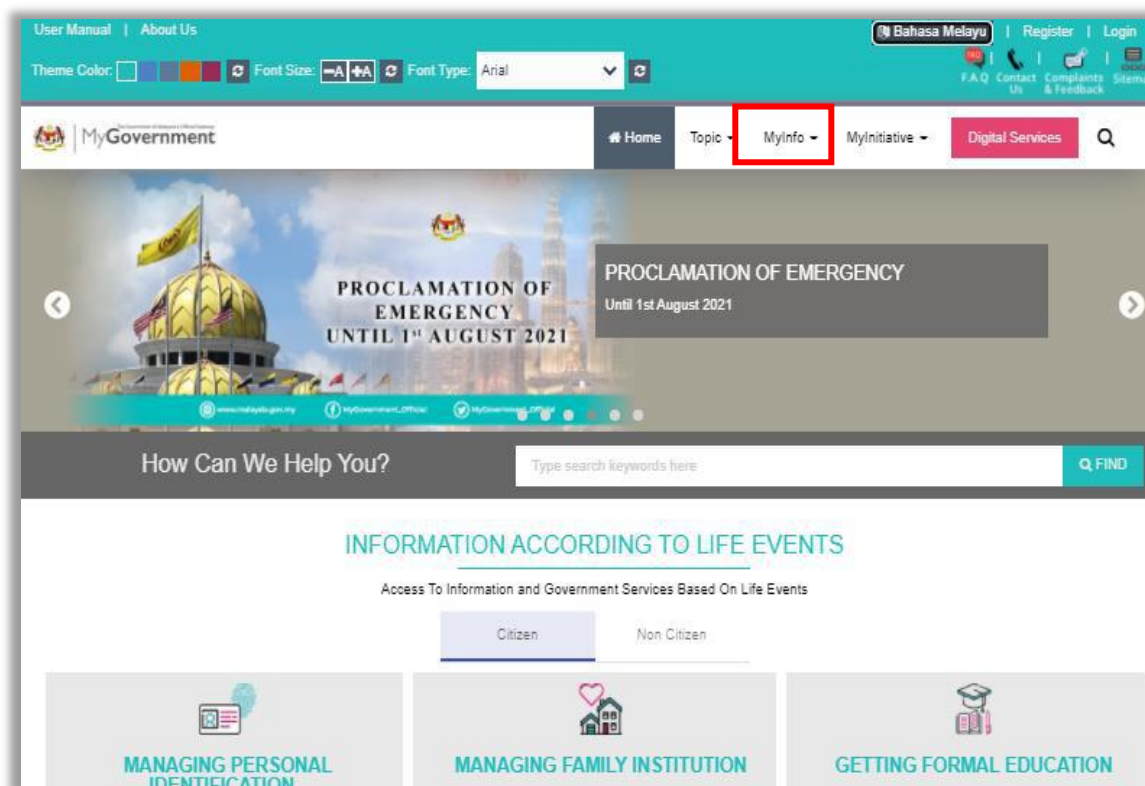 User Manual | About Us
Bahasa Melayu | Register | Login
Theme Color: Font Size: -A +A Font Type: Arial
F.A.Q Contact Us Complaints & Feedback
MyGovernment
Home Topic MyInfo MyInitiative Digital Services
PROCLAMATION OF
EMERGENCY
UNTIL 1st AUGUST 2021
PROCLAMATION OF EMERGENCY
Until 1st August 2021
www.malaysia.gov.my MyGovernment_Official
How Can We Help You? Type search keywords here FIND
INFORMATION ACCORDING TO LIFE EVENTS
Access To Information and Government Services Based On Life Events
Citizen Non Citizen
MANAGING PERSONAL
IDENTIFICATION
MANAGING FAMILY INSTITUTION
GETTING FORMAL EDUCATION